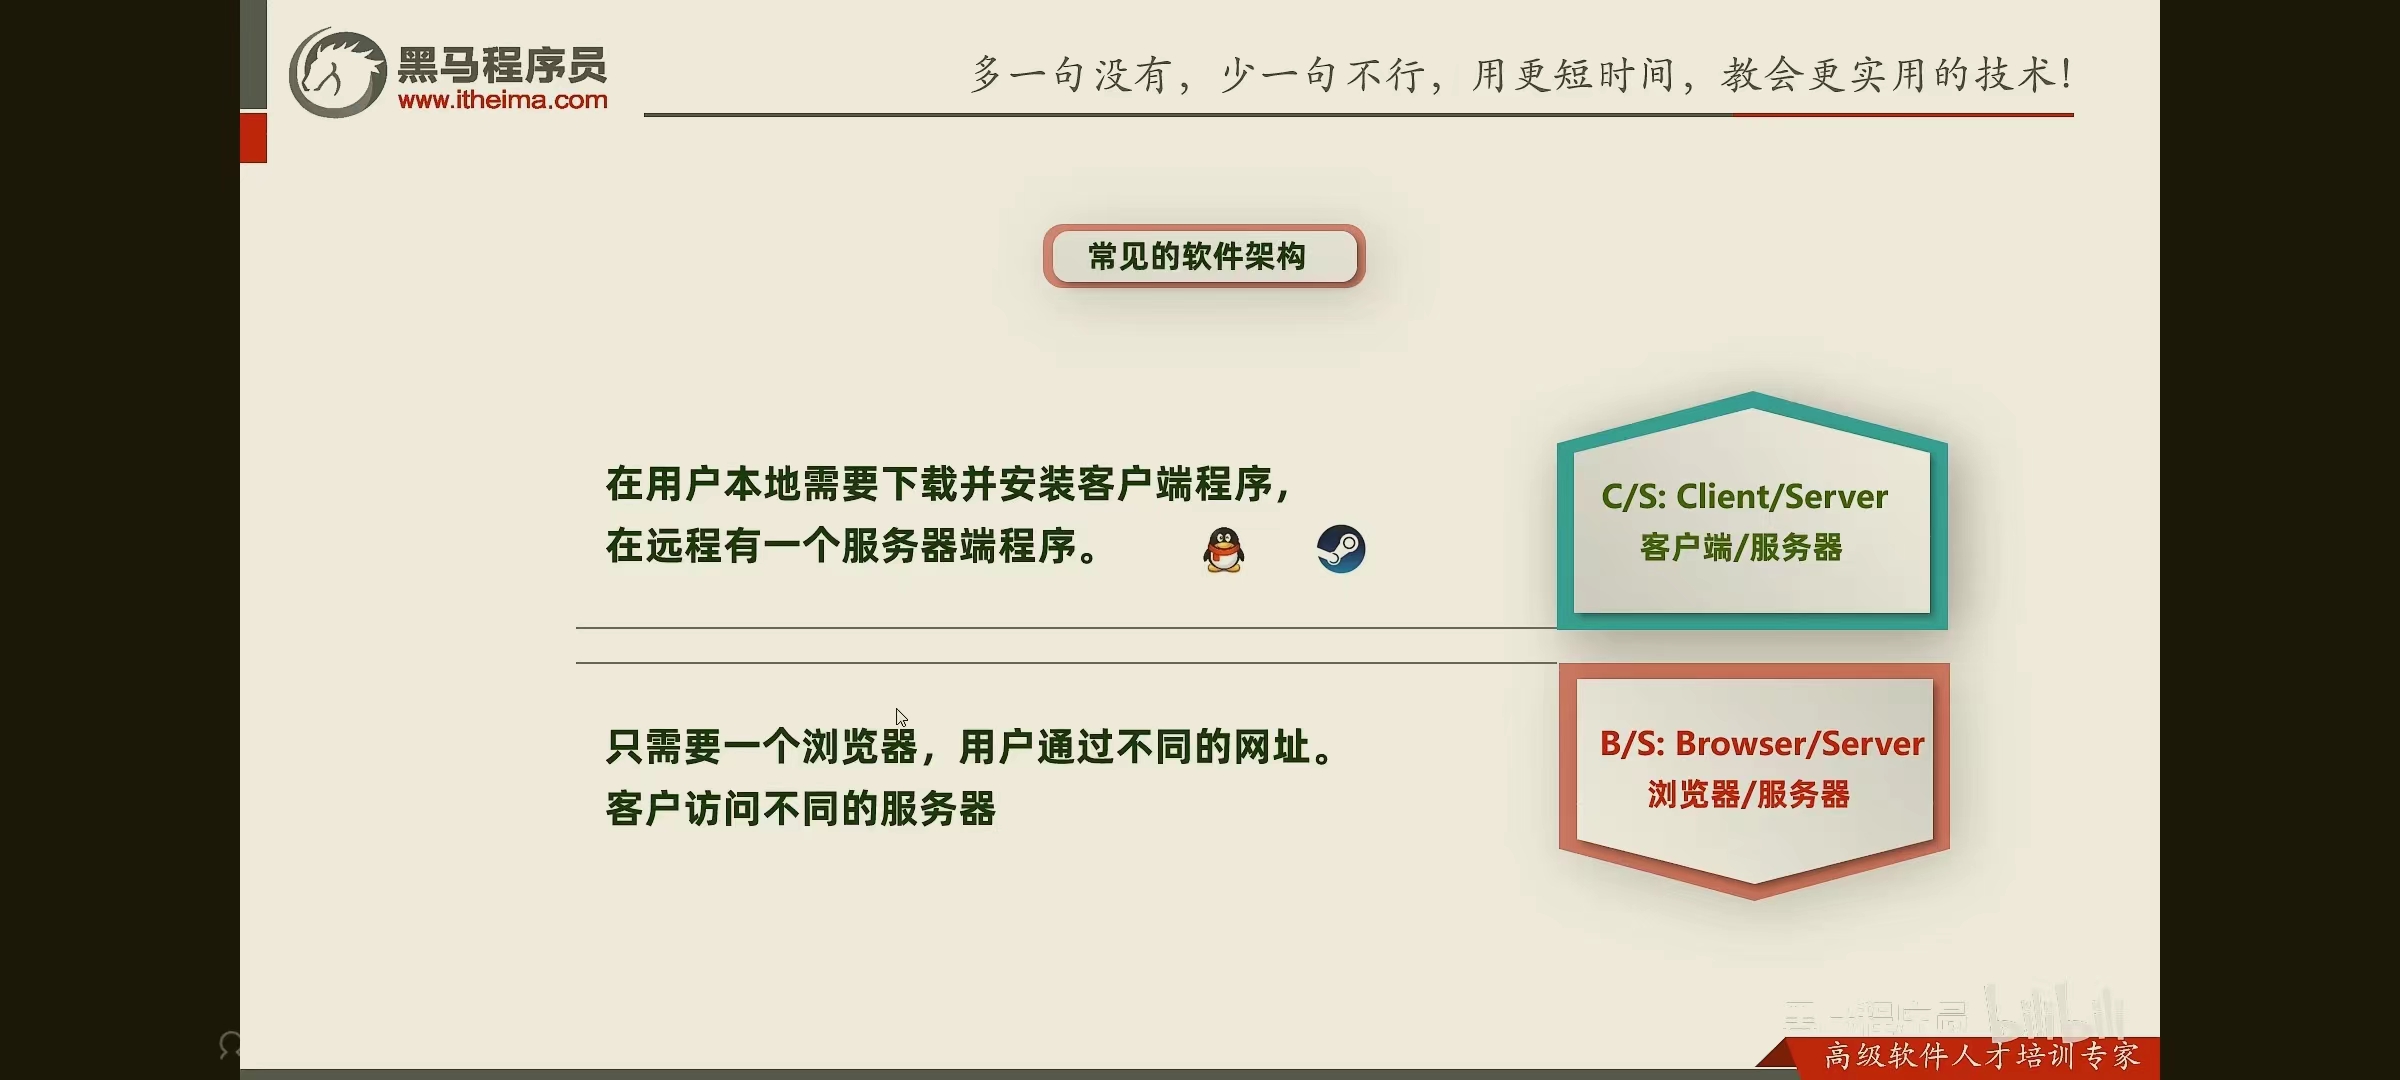 黑马程序员
www.itheima.com
多一句没有，少一句不行，用更短时间，教会更实用的技术！
常见的软件架构
在用户本地需要下载并安装客户端程序，
在远程有一个服务器端程序。
C/S: Client/Server
客户端/服务器
只需要一个浏览器，用户通过不同的网址。
客户访问不同的服务器
B/S: Browser/Server
浏览器/服务器
黑马程序员 bilibili
高级软件人才培训专家